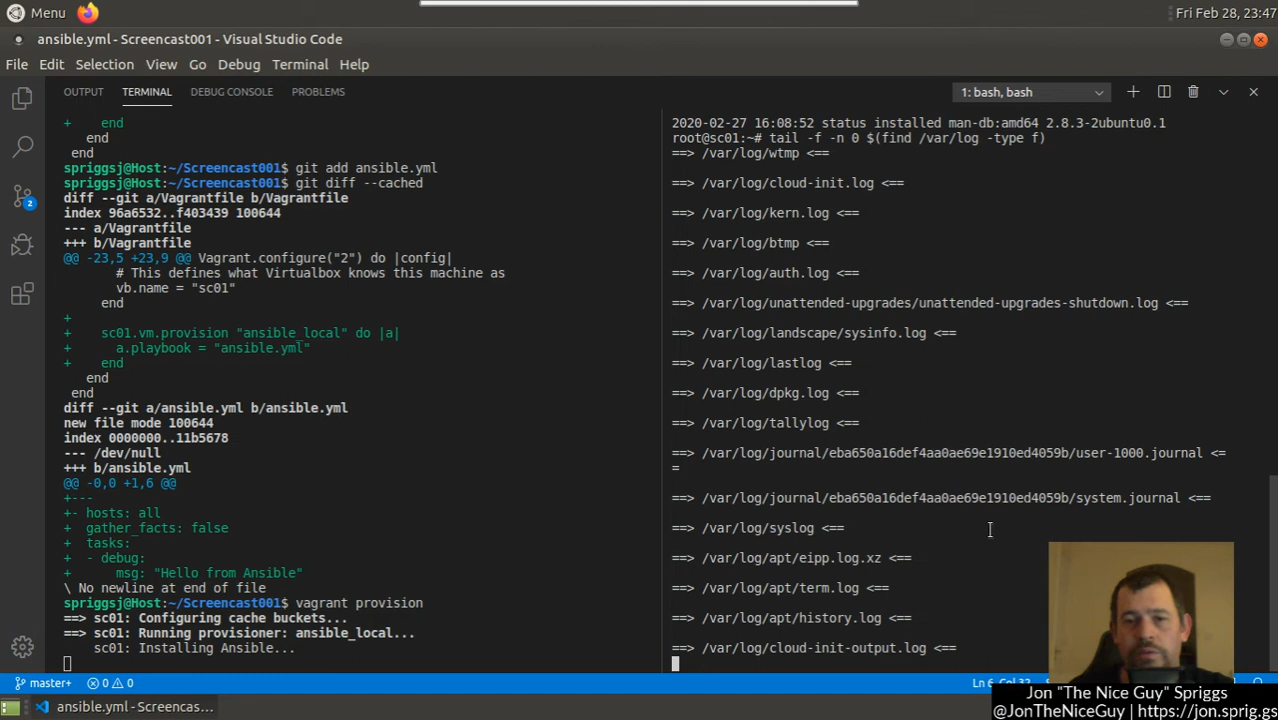 Menu
Fri Feb 28, 23:47
ansible.yml - Screencast001 - Visual Studio Code
File Edit Selection View Go Debug Terminal Help
OUTPUT TERMINAL DEBUG CONSOLE PROBLEMS
1: bash, bash
+    end
   end
 end
spriggsj@Host:~/Screencast001$ git add ansible.yml
spriggsj@Host:~/Screencast001$ git diff --cached
diff --git a/Vagrantfile b/Vagrantfile
index 96a6532..f403439 100644
--- a/Vagrantfile
+++ b/Vagrantfile
@@ -23,5 +23,9 @@ Vagrant.configure("2") do |config|
       # This defines what Virtualbox knows this machine as
       vb.name = "sc01"
     end
+
+    sc01.vm.provision "ansible_local" do |a|
+      a.playbook = "ansible.yml"
+    end
   end
 end
diff --git a/ansible.yml b/ansible.yml
new file mode 100644
index 0000000..11b5678
--- /dev/null
+++ b/ansible.yml
@@ -0,0 +1,6 @@
+---
+- hosts: all
+  gather_facts: false
+  tasks:
+  - debug:
+      msg: "Hello from Ansible"
\ No newline at end of file
spriggsj@Host:~/Screencast001$ vagrant provision
==> sc01: Configuring cache buckets...
==> sc01: Running provisioner: ansible_local...
    sc01: Installing Ansible...
2020-02-27 16:08:52 status installed man-db:amd64 2.8.3-2ubuntu0.1
root@sc01:~# tail -f -n 0 $(find /var/log -type f)
==> /var/log/wtmp <==
==> /var/log/cloud-init.log <==
==> /var/log/kern.log <==
==> /var/log/btmp <==
==> /var/log/auth.log <==
==> /var/log/unattended-upgrades/unattended-upgrades-shutdown.log <==
==> /var/log/landscape/sysinfo.log <==
==> /var/log/lastlog <==
==> /var/log/dpkg.log <==
==> /var/log/tallylog <==
==> /var/log/journal/eba650a16def4aa0ae69e1910ed4059b/user-1000.journal <=
=
==> /var/log/journal/eba650a16def4aa0ae69e1910ed4059b/system.journal <==
==> /var/log/syslog <==
==> /var/log/apt/eipp.log.xz <==
==> /var/log/apt/term.log <==
==> /var/log/apt/history.log <==
==> /var/log/cloud-init-output.log <==
2
master+ 0 0
Ln 6, Col 32
Jon "The Nice Guy" Spriggs
@JonTheNiceGuy | https://jon.sprig.gs
ansible.yml - Screencas...